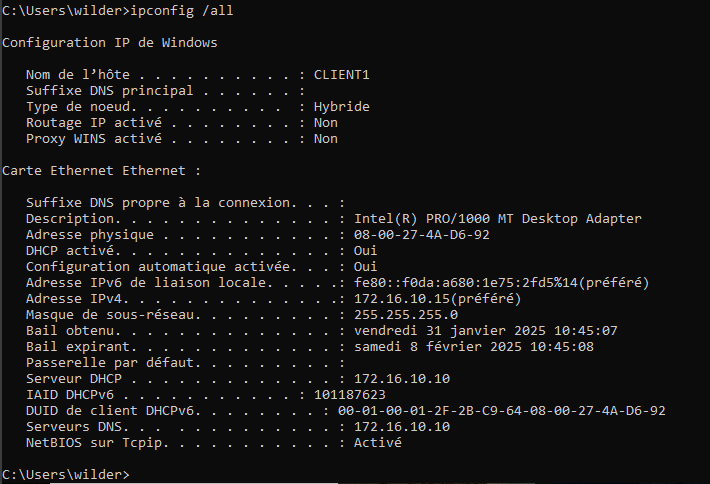 C:\Users\wilder>ipconfig /all
Configuration IP de Windows
Nom de l’hôte . . . . . . . . . . : CLIENT1
Suffixe DNS principal . . . . . . :
Type de noeud. . . . . . . . . .  : Hybride
Routage IP activé . . . . . . . . : Non
Proxy WINS activé . . . . . . . . : Non
Carte Ethernet Ethernet :
Suffixe DNS propre à la connexion. . . :
Description. . . . . . . . . . . . . . : Intel(R) PRO/1000 MT Desktop Adapter
Adresse physique . . . . . . . . . . . : 08-00-27-4A-D6-92
DHCP activé. . . . . . . . . . . . . . : Oui
Configuration automatique activée. . . : Oui
Adresse IPv6 de liaison locale. . . . .: fe80::f0da:a680:1e75:2fd5%14(préféré)
Adresse IPv4. . . . . . . . . . . . . .: 172.16.10.15(préféré)
Masque de sous-réseau. . . . . . . . . : 255.255.255.0
Bail obtenu. . . . . . . . . . . . . . : vendredi 31 janvier 2025 10:45:07
Bail expirant. . . . . . . . . . . . . : samedi 8 février 2025 10:45:08
Passerelle par défaut. . . . . . . . . :
Serveur DHCP . . . . . . . . . . . . . : 172.16.10.10
IAID DHCPv6 . . . . . . . . . . . : 101187623
DUID de client DHCPv6. . . . . . . . : 00-01-00-01-2F-2B-C9-64-08-00-27-4A-D6-92
Serveurs DNS. . . . . . . . . . . . . : 172.16.10.10
NetBIOS sur Tcpip. . . . . . . . . . . : Activé
C:\Users\wilder>